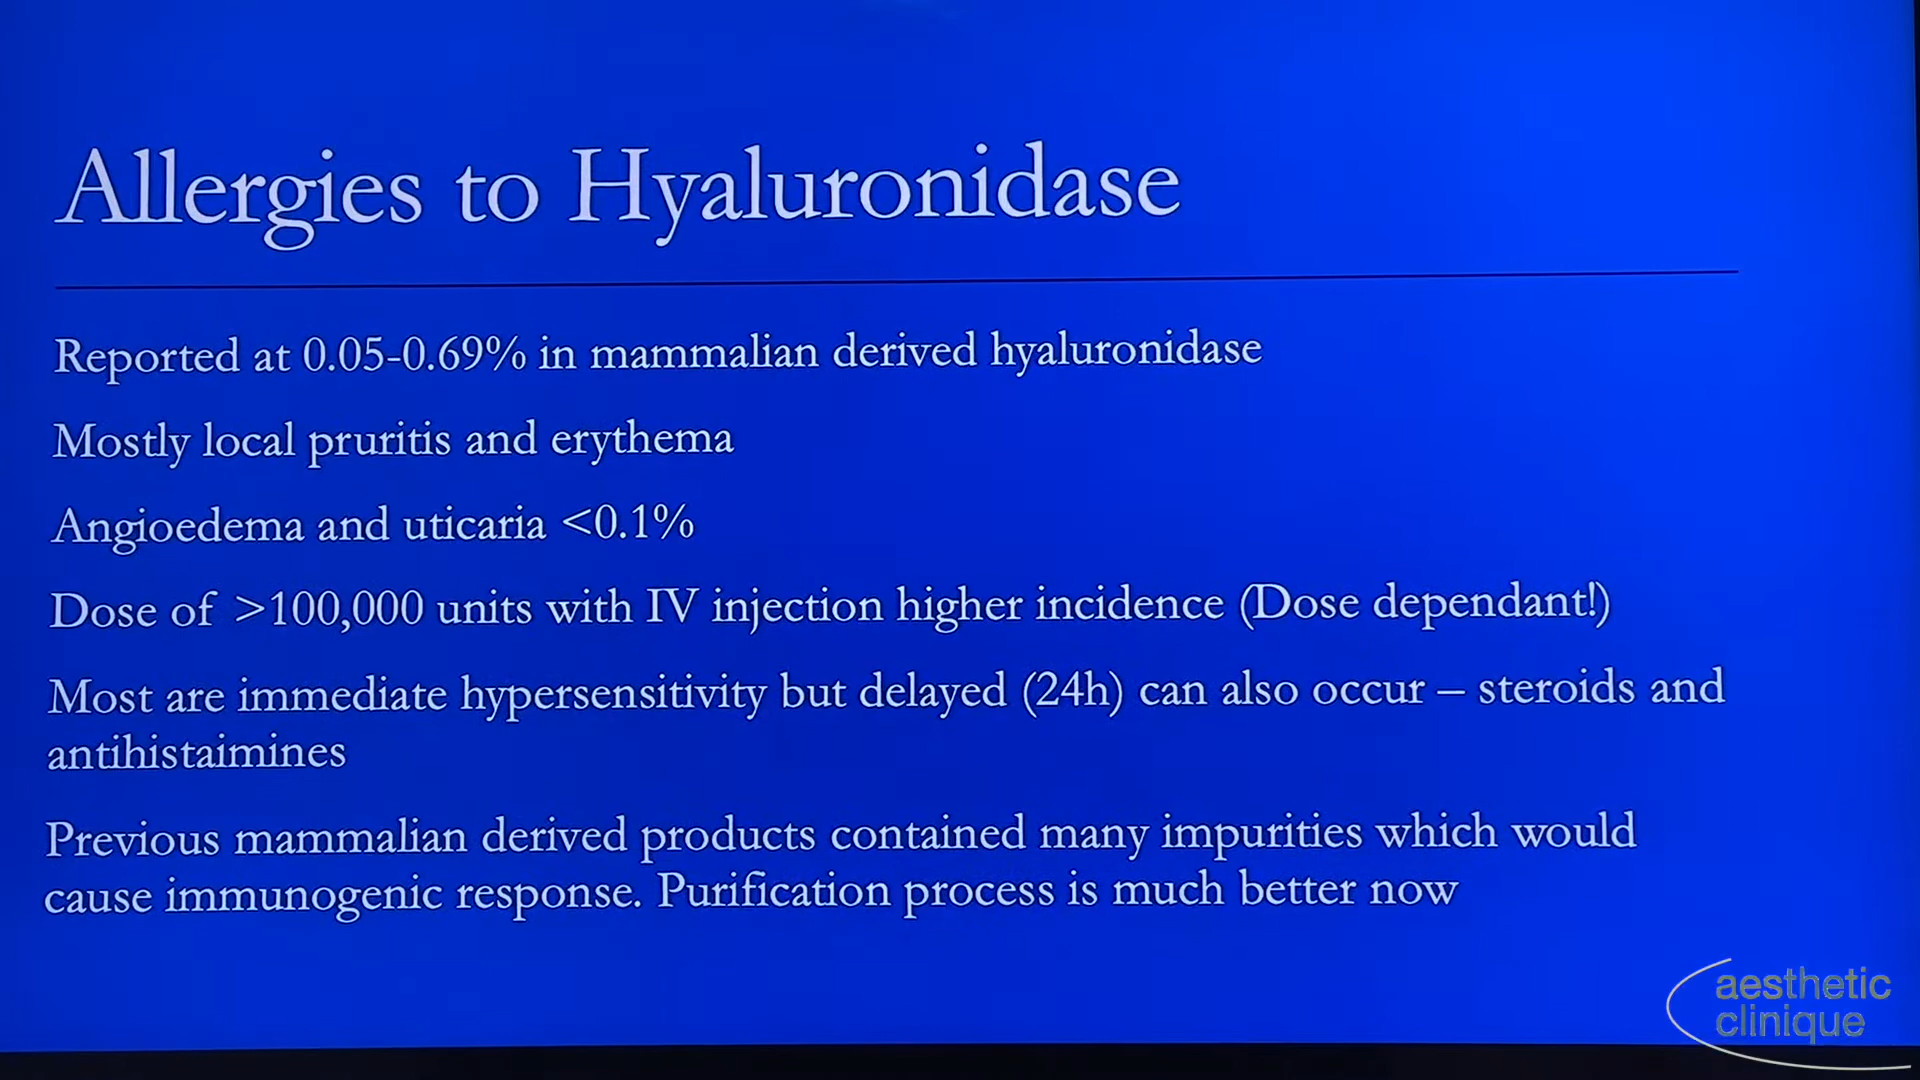 Allergies to Hyaluronidase
Reported at 0.05-0.69% in mammalian derived hyaluronidase
Mostly local pruritis and erythema
Angioedema and uticaria <0.1%
Dose of >100,000 units with IV injection higher incidence (Dose dependant!)
Most are immediate hypersensitivity but delayed (24h) can also occur – steroids and
antihistaimines
Previous mammalian derived products contained many impurities which would
cause immunogenic response. Purification process is much better now
aesthetic
clinique